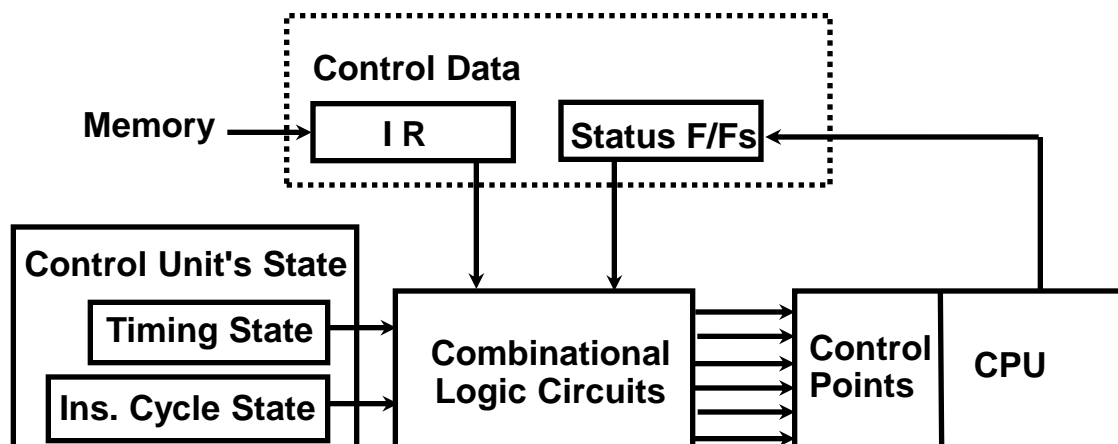 Control Data
Memory
I R
Status F/Fs
Control Unit's State
Timing State
Ins. Cycle State
Combinational
Logic Circuits
Control
Points
CPU